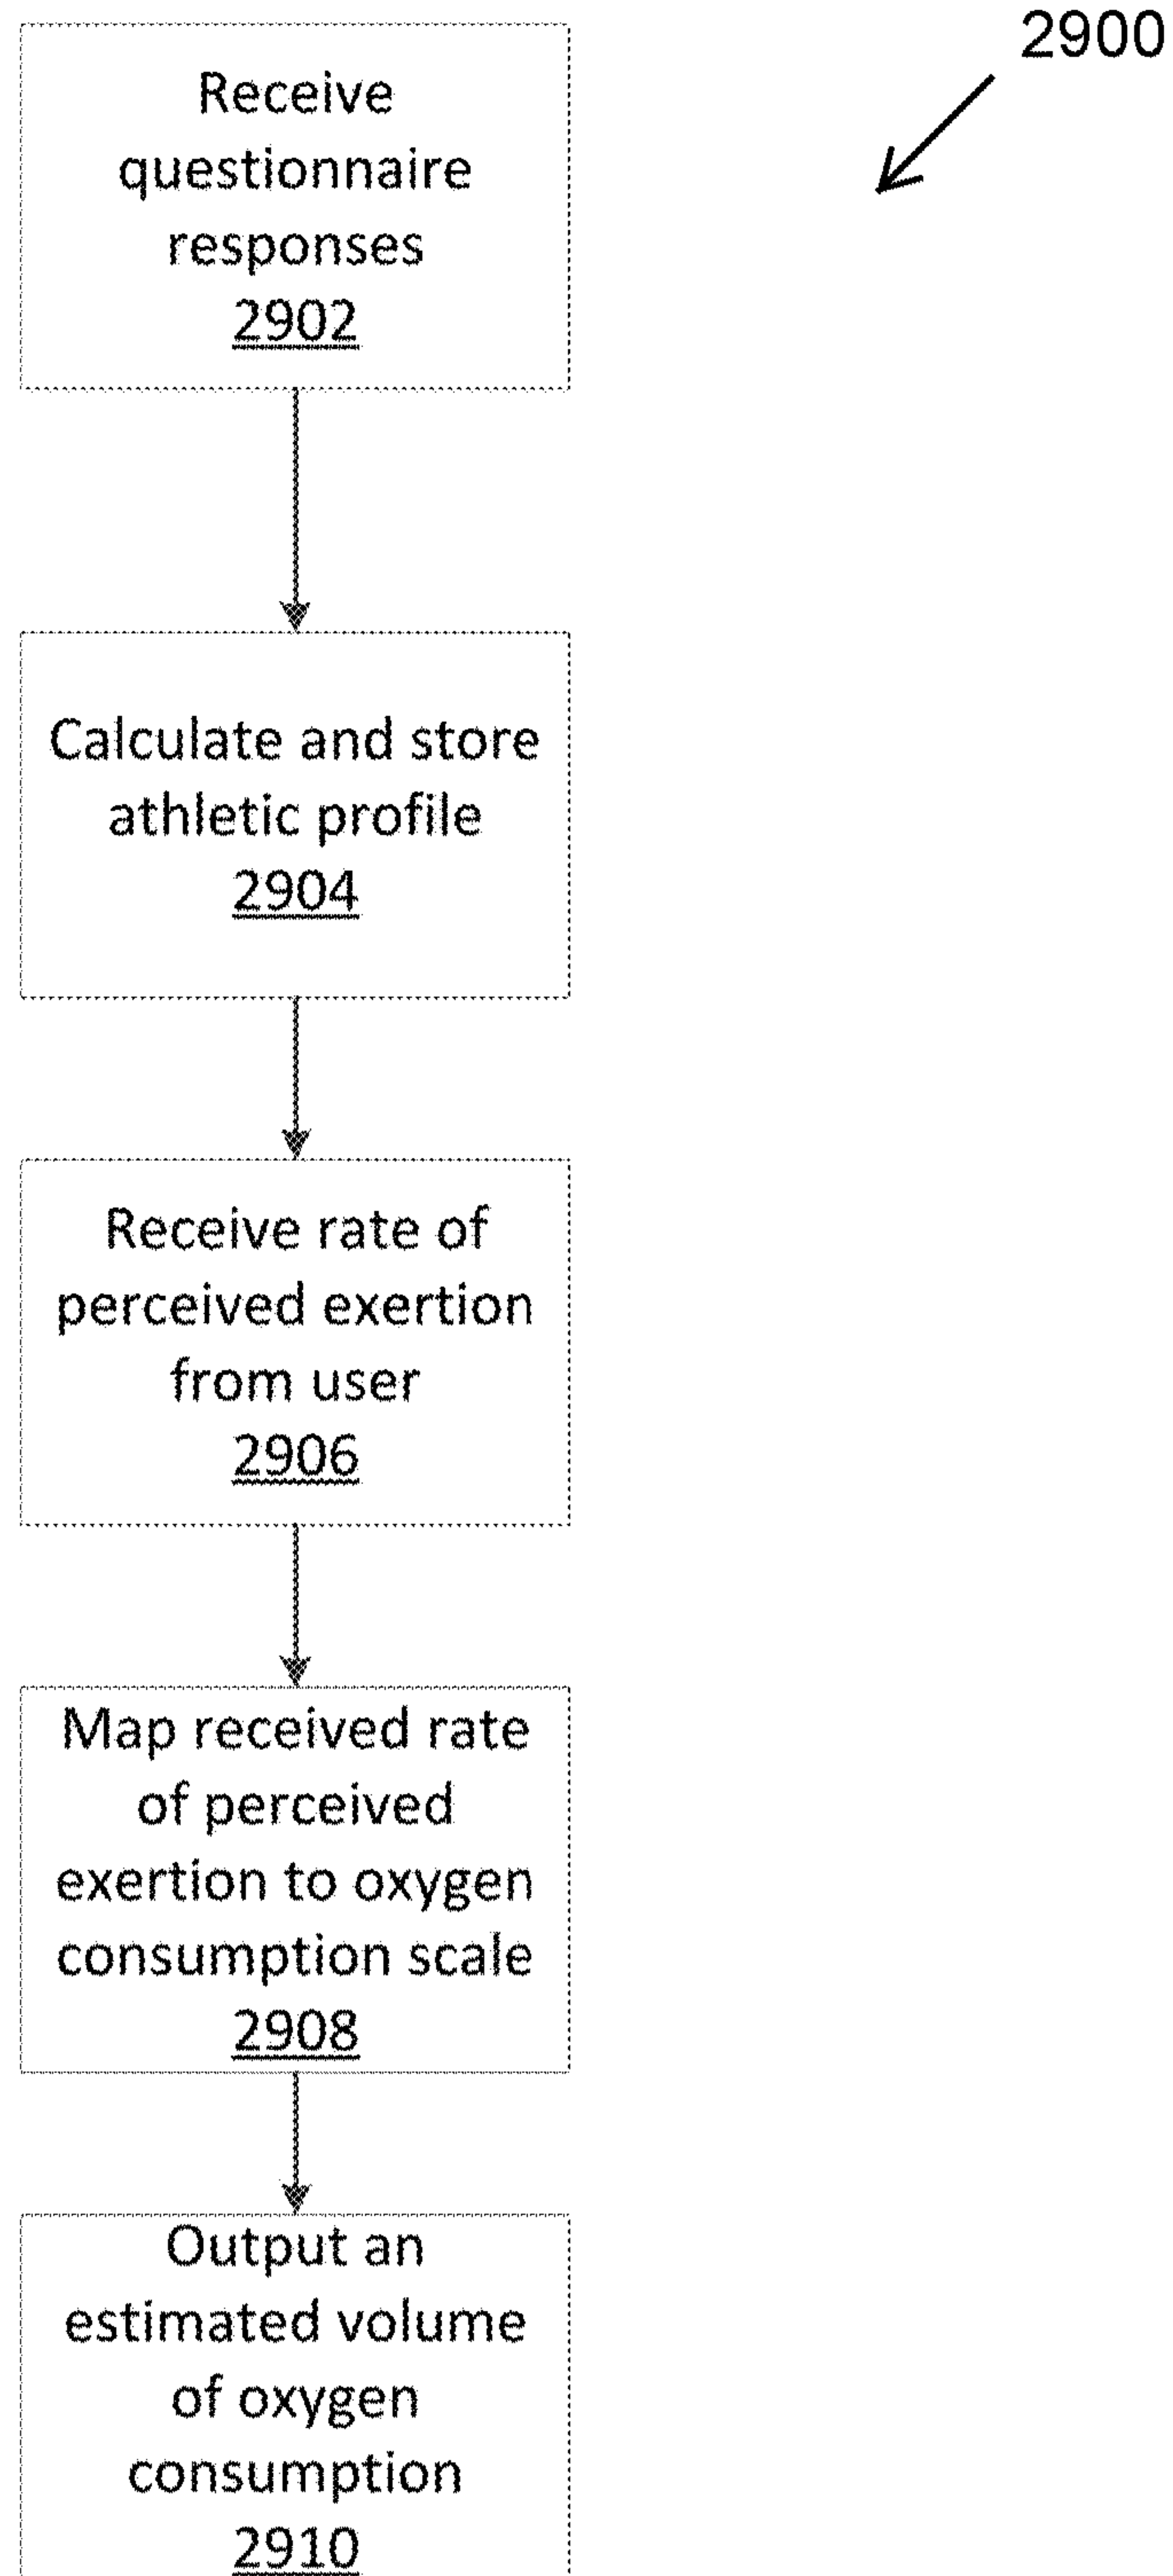 2900
Receive
questionnaire
responses
2902
Calculate and store
athletic profile
2904
Receive rate of
perceived exertion
from user
2906
Map received rate
of perceived
exertion to oxygen
consumption scale
2908
Output an
estimated volume
of oxygen
consumption
2910